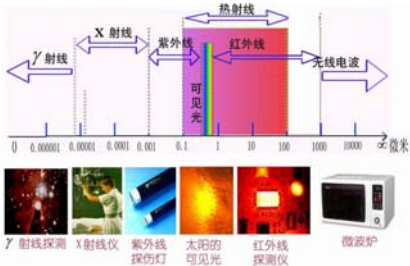 热射线
X 射线
紫外线
红外线
γ 射线
无线电波
可见光
0 0.000001 0.00001 0.0001 0.001 0.1 1 10 100 1000 10000 ∞微米
γ 射线探测
X射线仪
紫外线
探伤灯
太阳的
可见光
红外线
探测仪
微波炉